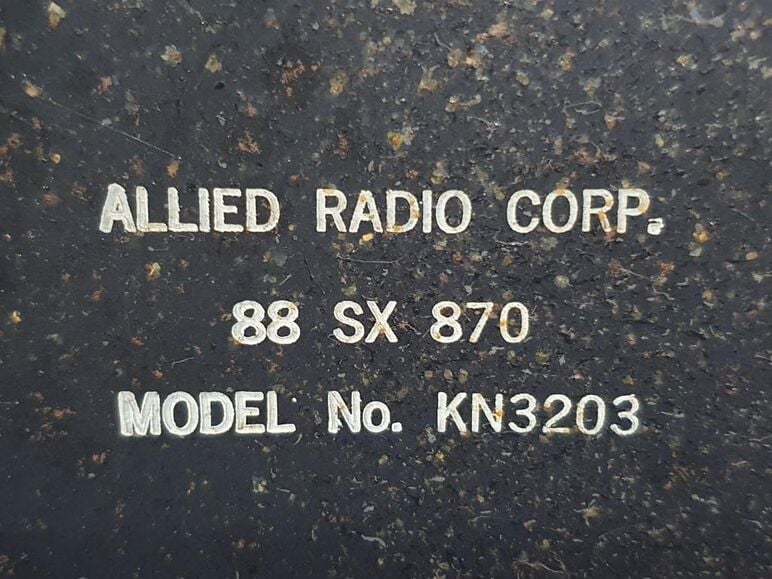 ALLIED RADIO CORP.
88 SX 870
MODEL No. KN3203